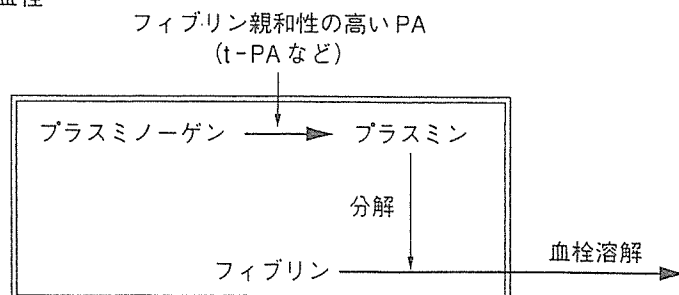 血栓
フィブリン親和性の高いPA
(t-PAなど)
プラスミノーゲン
プラスミン
分解
血栓溶解
フィブリン